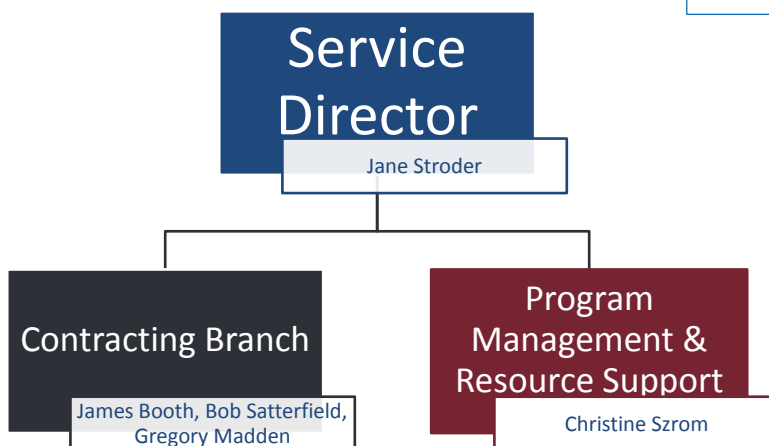 Service
Director
Jane Stroder
Contracting Branch
James Booth, Bob Satterfield,
Gregory Madden
Program
Management &
Resource Support
Christine Szrom